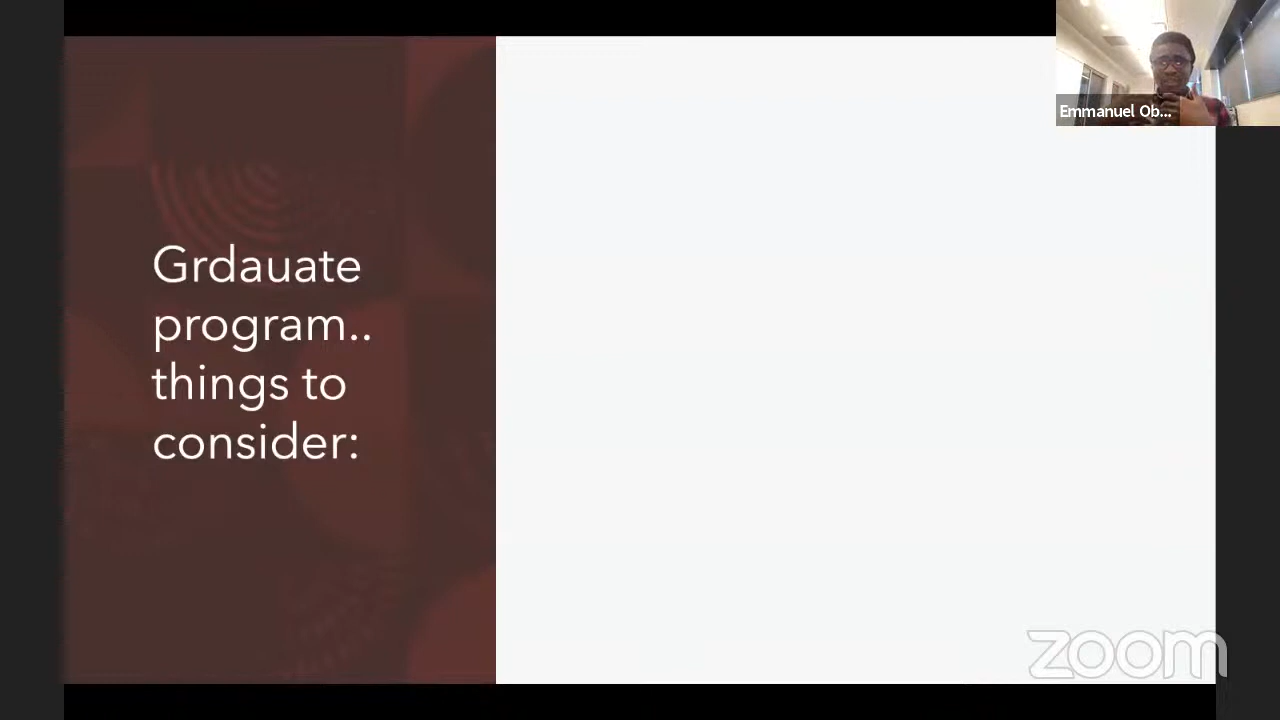 Grdauate
program..
things to
consider:
Emmanuel Ob...
zoom